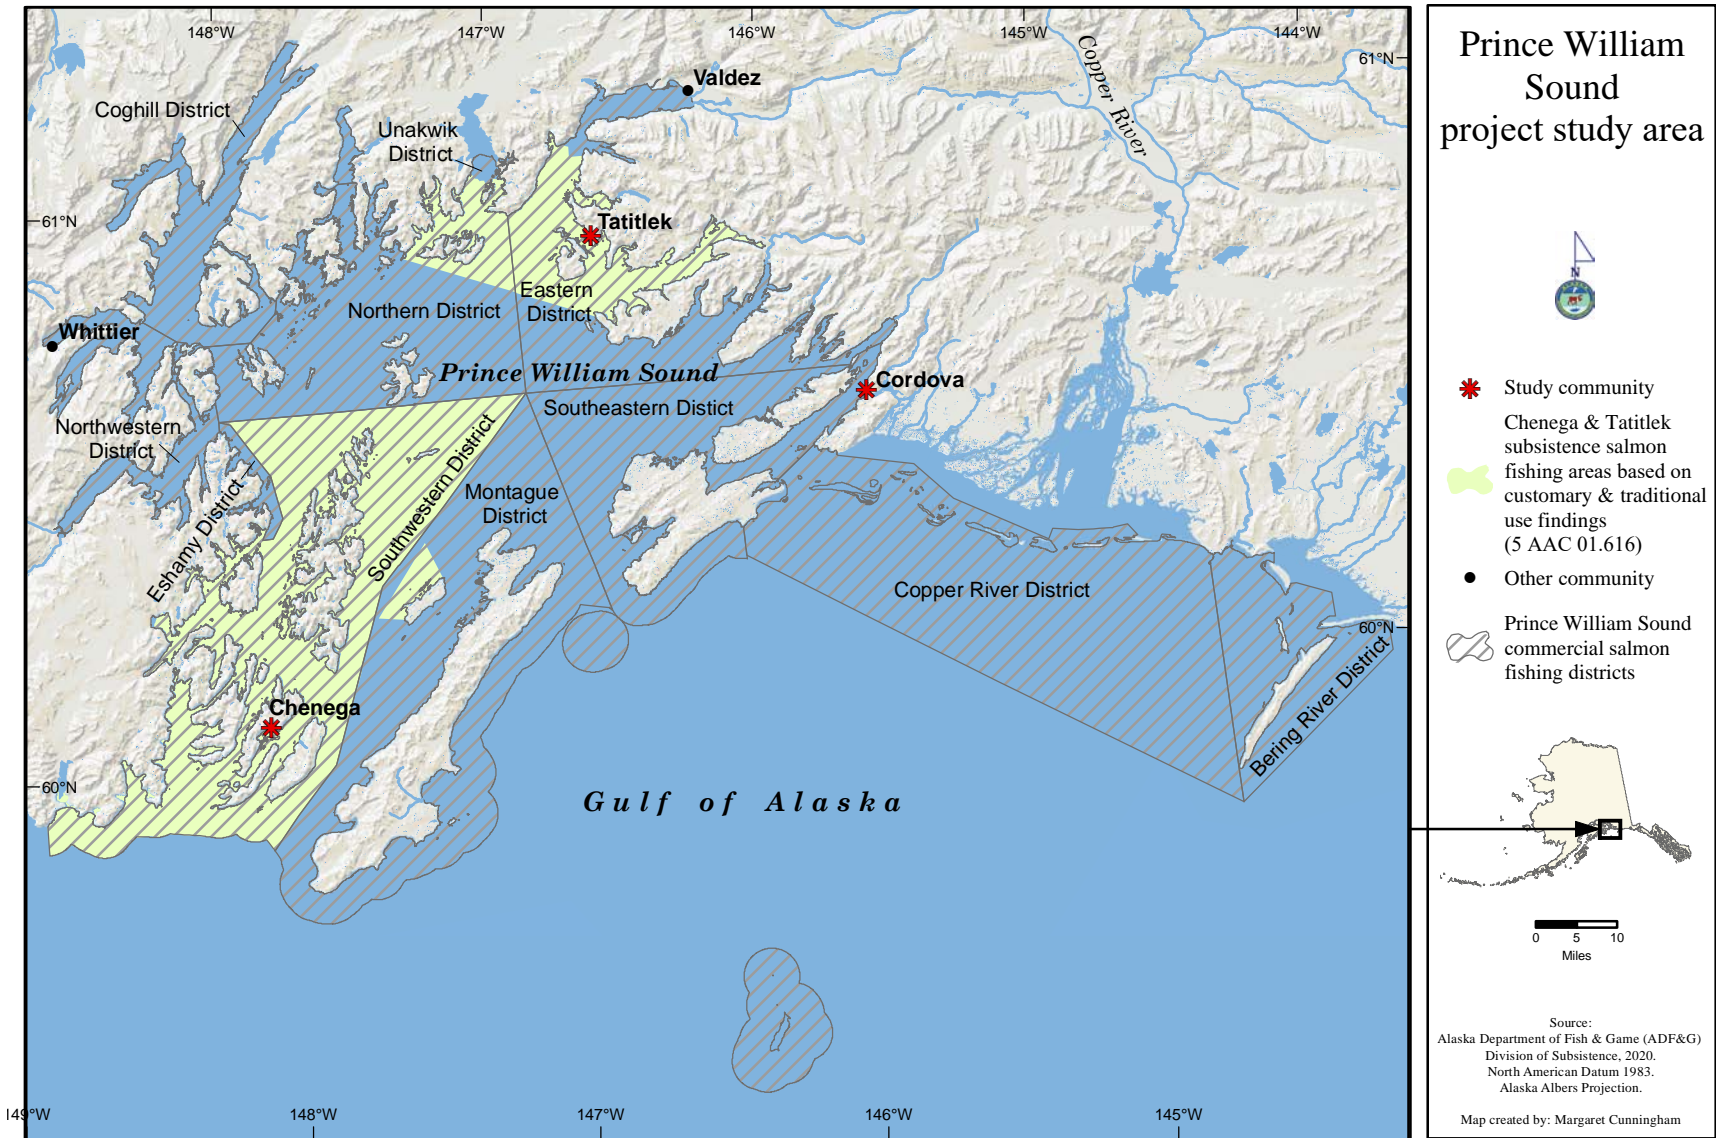 148°W
147°W
146°W
145°W
144°W
61°N
Copper River
Valdez
Coghill District
Unakwik
District
61°N
Tatitlek
Eastern
District
Northern District
Whittier
Prince William Sound
Cordova
Southeastern Distict
Northwestern
District
Eshamy District
Southwestern District
Montague
District
Copper River District
60°N
Bering River District
Chenega
60°N
Gulf of Alaska
149°W
148°W
147°W
146°W
145°W
Prince William
Sound
project study area
N
Study community
Chenega & Tatitlek
subsistence salmon
fishing areas based on
customary & traditional
use findings
(5 AAC 01.616)
Other community
Prince William Sound
commercial salmon
fishing districts
0 5 10
Miles
Source:
Alaska Department of Fish & Game (ADF&G)
Division of Subsistence, 2020.
North American Datum 1983.
Alaska Albers Projection.
Map created by: Margaret Cunningham